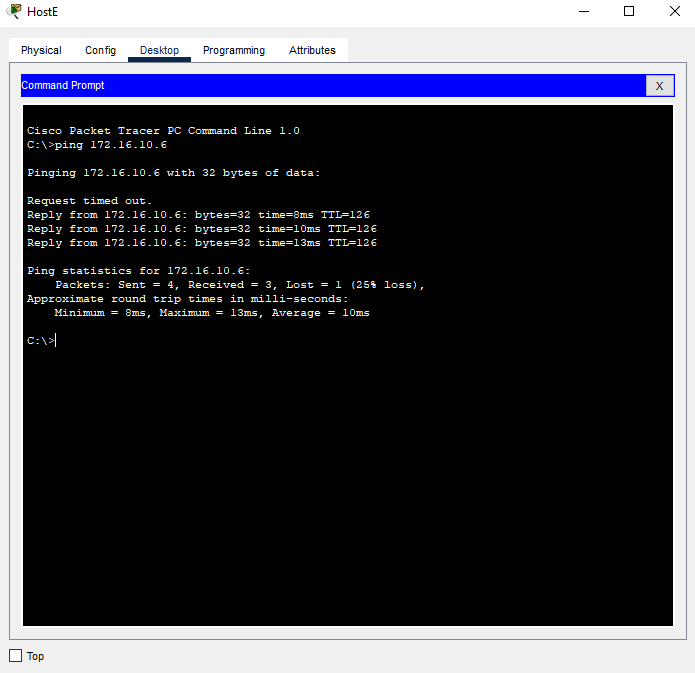 HostE
Physical Config Desktop Programming Attributes
Command Prompt
X
Cisco Packet Tracer PC Command Line 1.0
C:\>ping 172.16.10.6
Pinging 172.16.10.6 with 32 bytes of data:
Request timed out.
Reply from 172.16.10.6: bytes=32 time=8ms TTL=126
Reply from 172.16.10.6: bytes=32 time=10ms TTL=126
Reply from 172.16.10.6: bytes=32 time=13ms TTL=126
Ping statistics for 172.16.10.6:
    Packets: Sent = 4, Received = 3, Lost = 1 (25% loss),
Approximate round trip times in milli-seconds:
    Minimum = 8ms, Maximum = 13ms, Average = 10ms
C:\>
Top